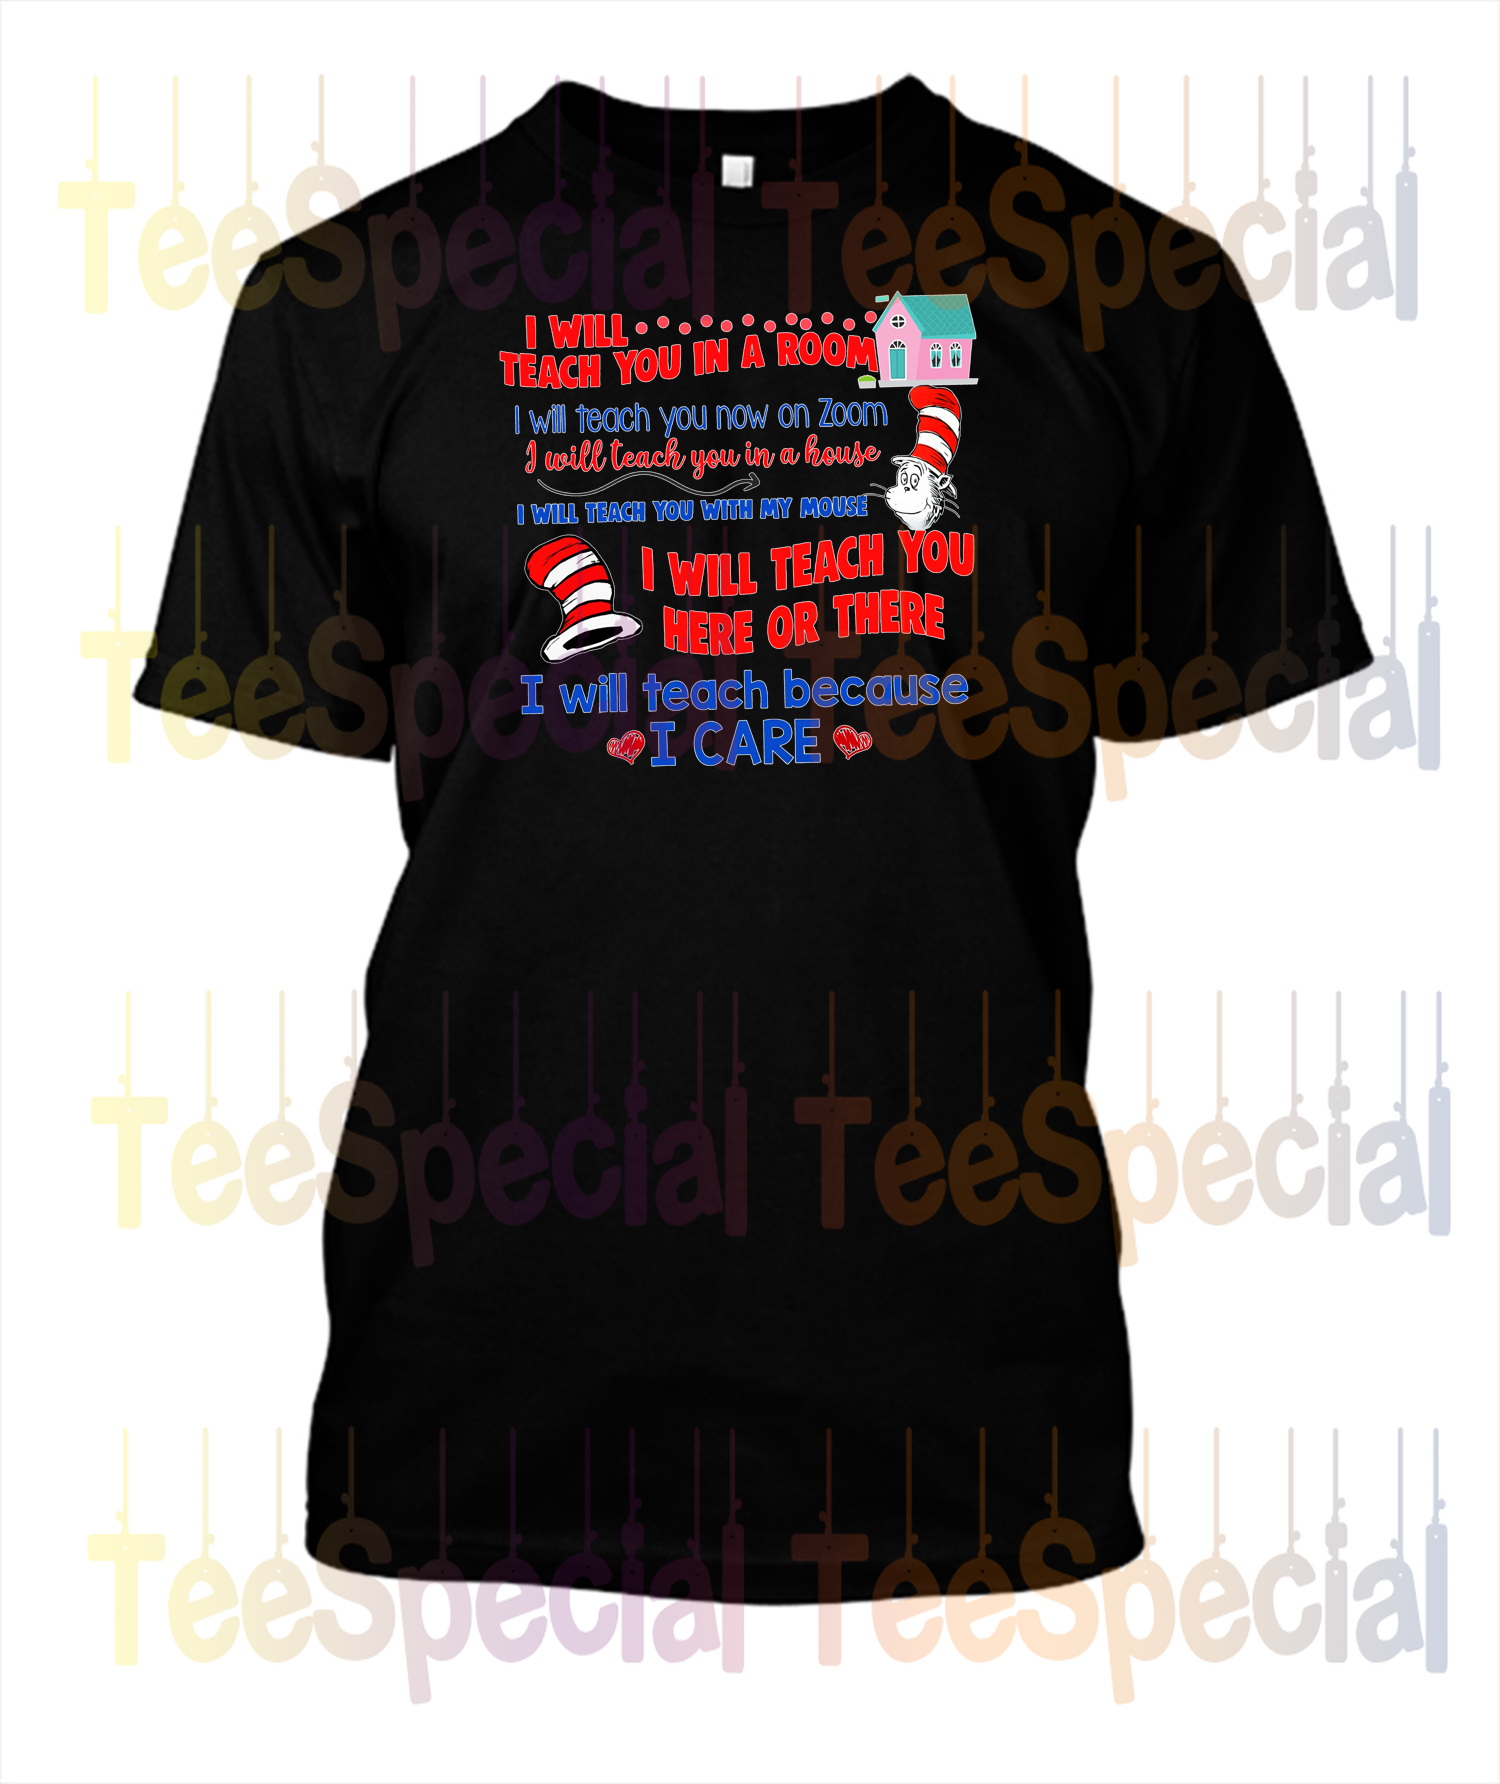 TeeSpecial TeeSpecial
I WILL
TEACH YOU IN A ROOM
I will teach you now on Zoom
I will teach you in a house
I WILL TEACH YOU WITH MY MOUSE
I WILL TEACH YOU
HERE OR THERE
I will teach because
I CARE
TeeSpecial TeeSpecial
TeeSpecial TeeSpecial
TeeSpecial TeeSpecial